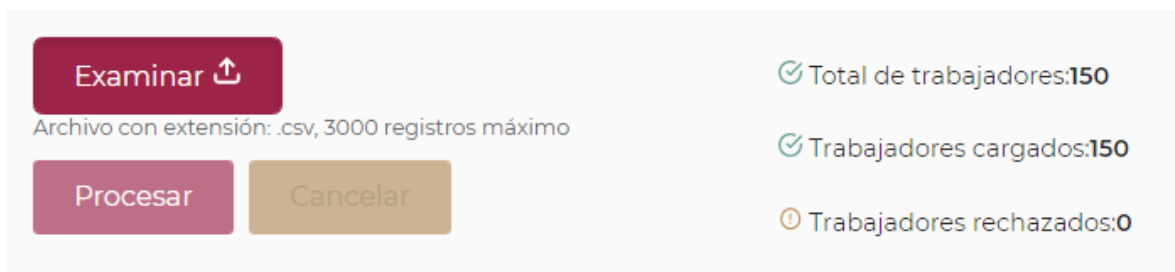 Examinar
Archivo con extensión: .csv, 3000 registros máximo
Procesar
Cancelar
Total de trabajadores:150
Trabajadores cargados:150
Trabajadores rechazados:0